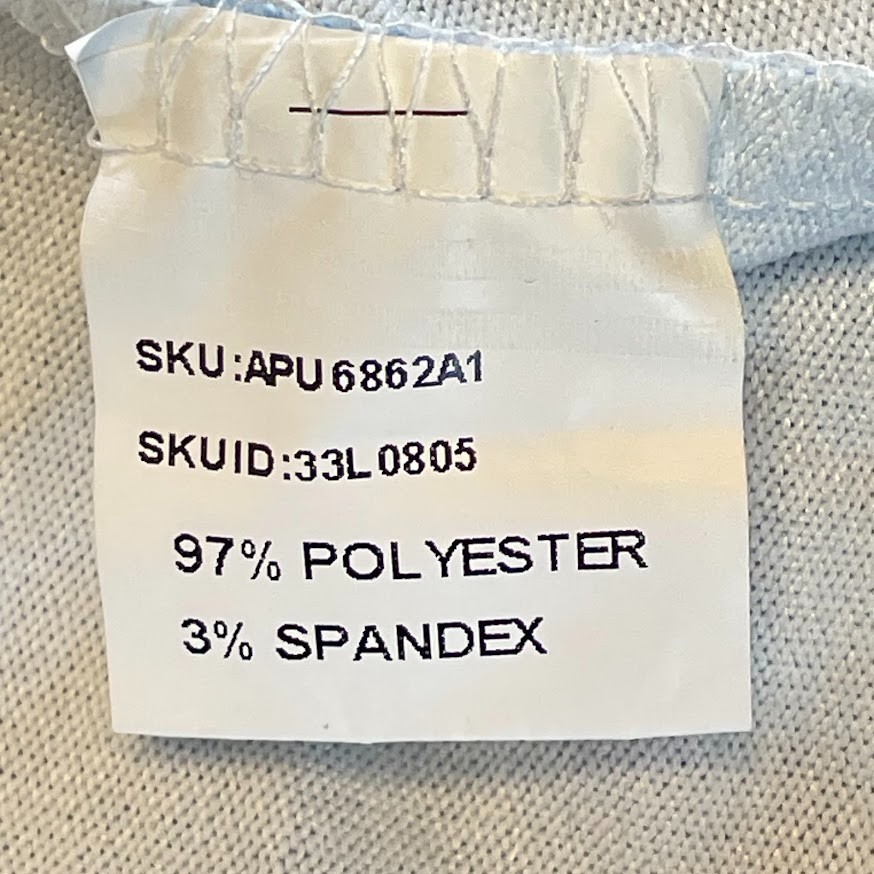 SKU:APU6862A1
SKUID:33L0805
97% POLYESTER
3% SPANDEX